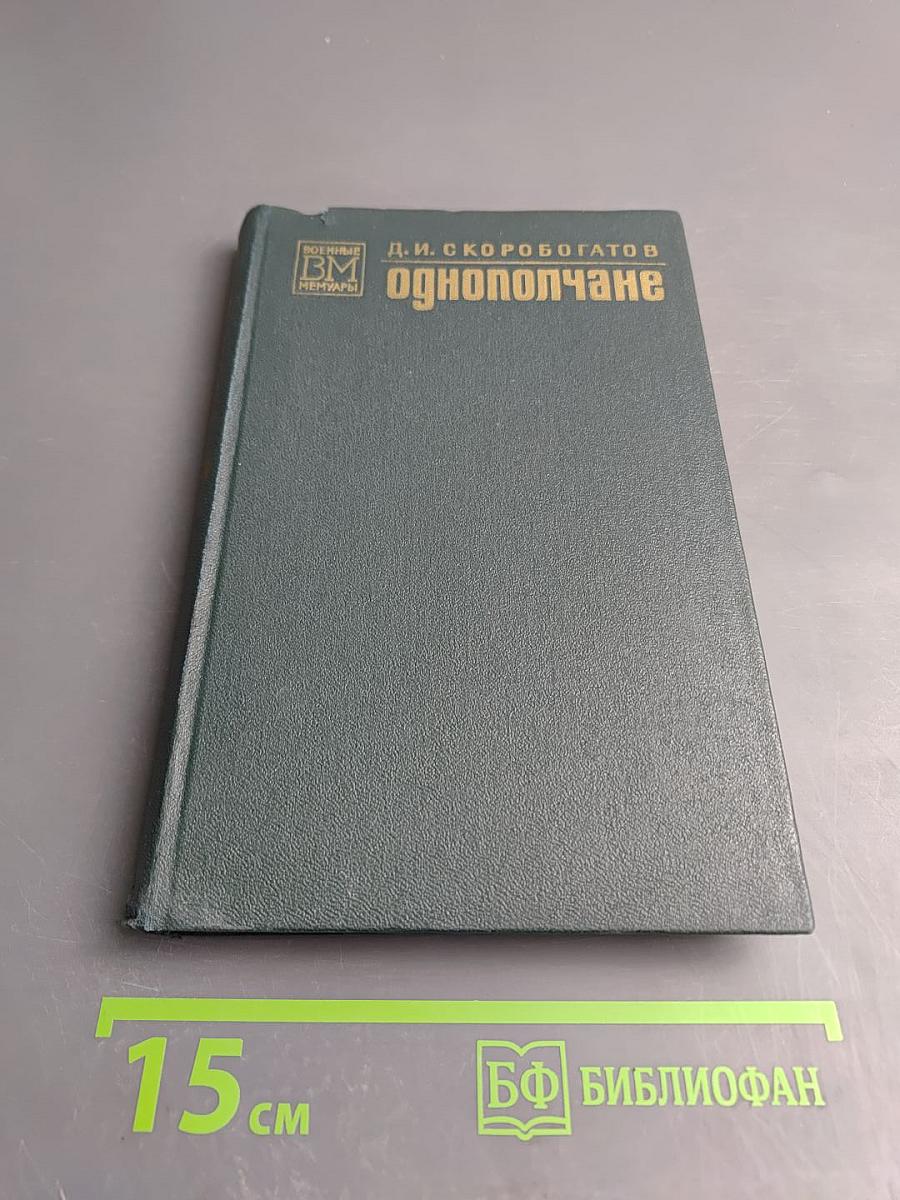 ВОЕННЫЕ
ВМ
МЕМУАРЫ
Д.И.СКОРОБОГАТОВ
однополчане
15 см
БФ БИБЛИОФАН